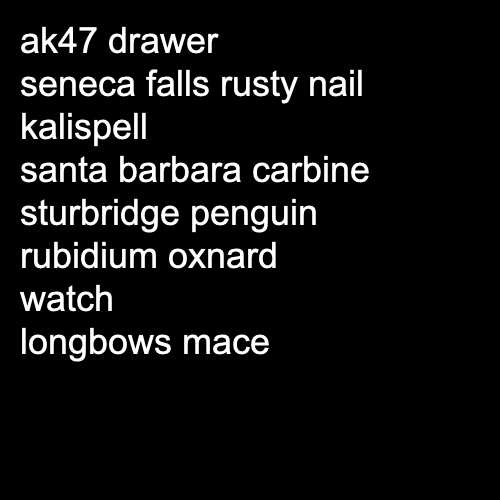 ak47 drawer
seneca falls rusty nail
kalispell
santa barbara carbine
sturbridge penguin
rubidium oxnard
watch
longbows mace